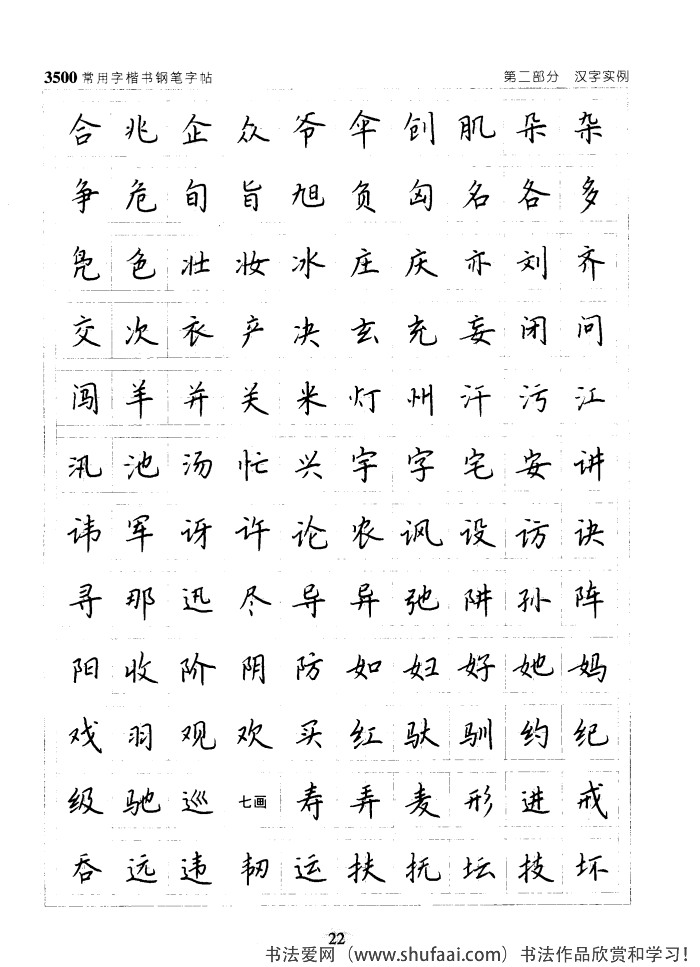 3500常用字楷书钢笔字帖 第二部分 汉字实例
合兆企众爷伞创肌朵杂
争危旬旨旭负匈名各多
凫色壮妆冰庄庆亦刘齐
交次衣产决玄充妄闭问
闯羊并关米灯州汗污江
汛池汤忙兴宇字宅安讲
讳军讶许论农讽设访诀
寻那迅尽导异弛阱孙阵
阳收阶阴防如妇好她妈
戏羽观欢买红驮驯约纪
级驰巡七画寿弄麦形进戒
吞远违韧运扶抚坛技坏
22
书法爱网（www.shufaai.com）书法作品欣赏和学习！